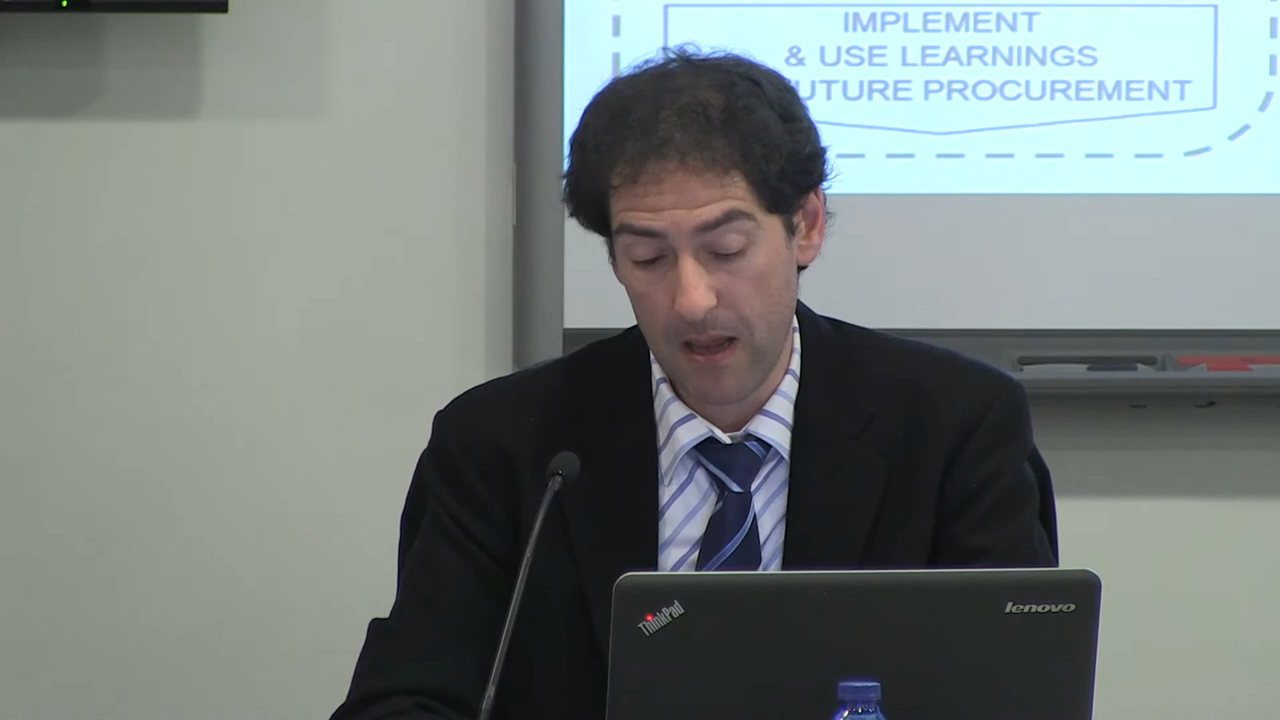 IMPLEMENT
& USE LEARNINGS
UTURE PROCUREMENT
ThinkPad
lenovo